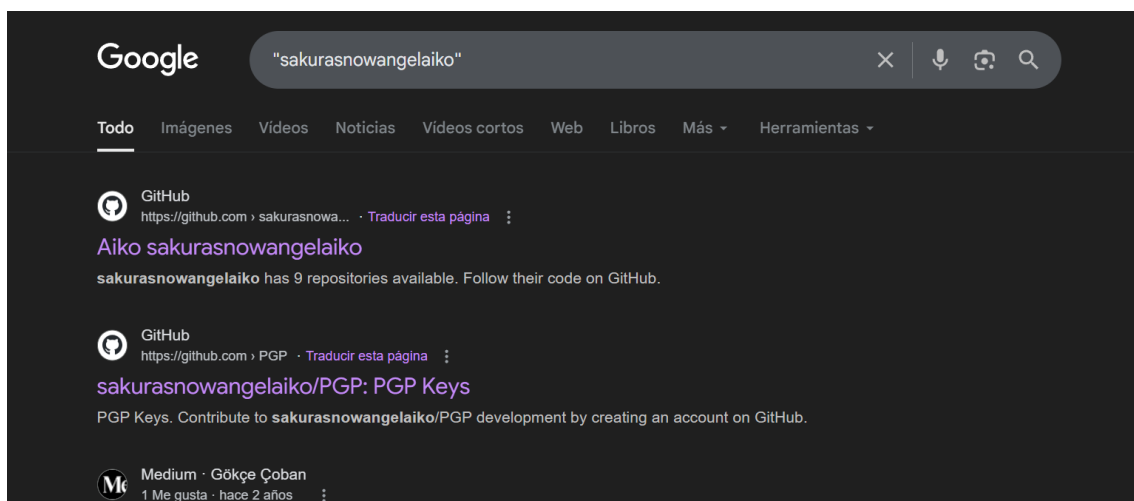 Google "sakurasnowangelaiko"
Todo Imágenes Vídeos Noticias Vídeos cortos Web Libros Más Herramientas
GitHub
https://github.com › sakurasnowa... · Traducir esta página
Aiko sakurasnowangelaiko
sakurasnowangelaiko has 9 repositories available. Follow their code on GitHub.
GitHub
https://github.com › PGP · Traducir esta página
sakurasnowangelaiko/PGP: PGP Keys
PGP Keys. Contribute to sakurasnowangelaiko/PGP development by creating an account on GitHub.
Medium · Gökçe Çoban
1 Me gusta · hace 2 años